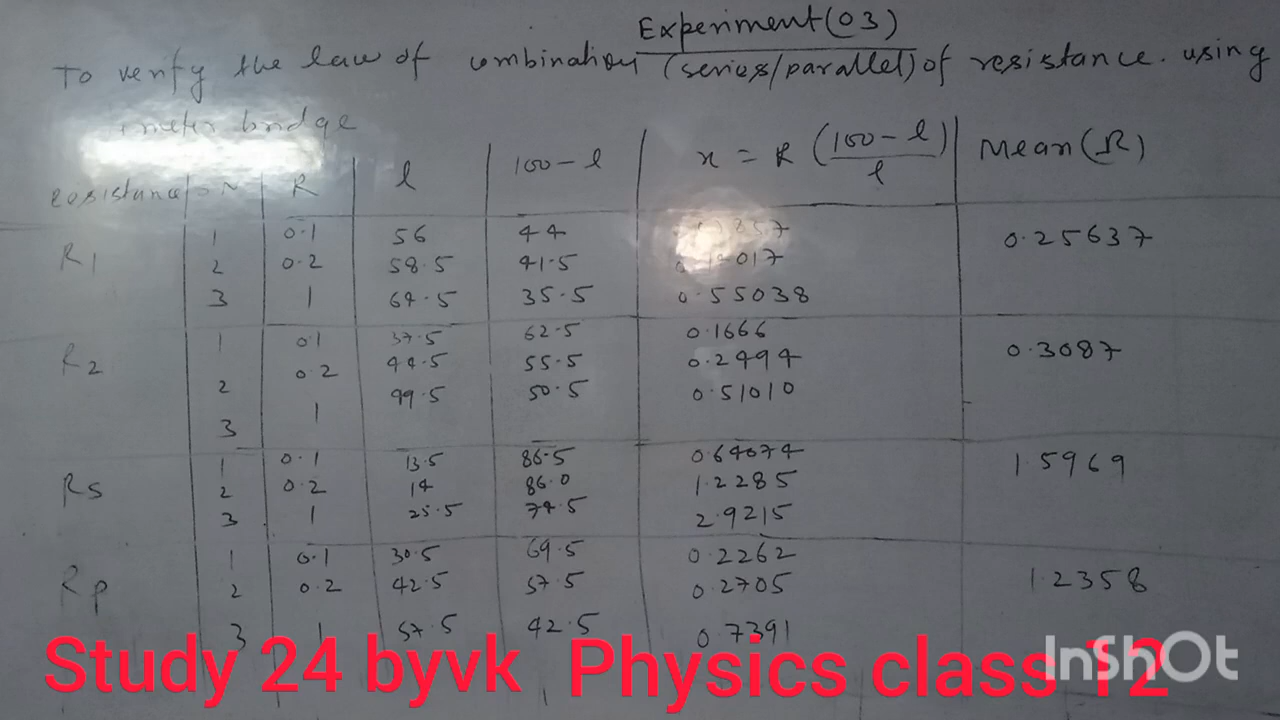 Experiment(03)
To verify the law of combination (series/parallel) of resistance. using
meter bridge
resistance R l 100-l x = R (100-l)/l Mean(R)
R1 1 0.1 56 44 0.25637
2 0.2 58.5 41.5
3 1 64.5 35.5 0.55038
R2 1 0.1 37.5 62.5 0.1666 0.3087
2 0.2 44.5 55.5 0.2494
3 1 99.5 50.5 0.51010
Rs 1 0.1 13.5 86.5 0.64074 1.5969
2 0.2 14 86.0 1.2285
3 1 25.5 74.5 2.9215
Rp 1 0.1 30.5 69.5 0.2262 1.2358
2 0.2 42.5 57.5 0.2705
3 1 57.5 42.5 0.7391
Study 24 byvk Physics class 12
InShOt